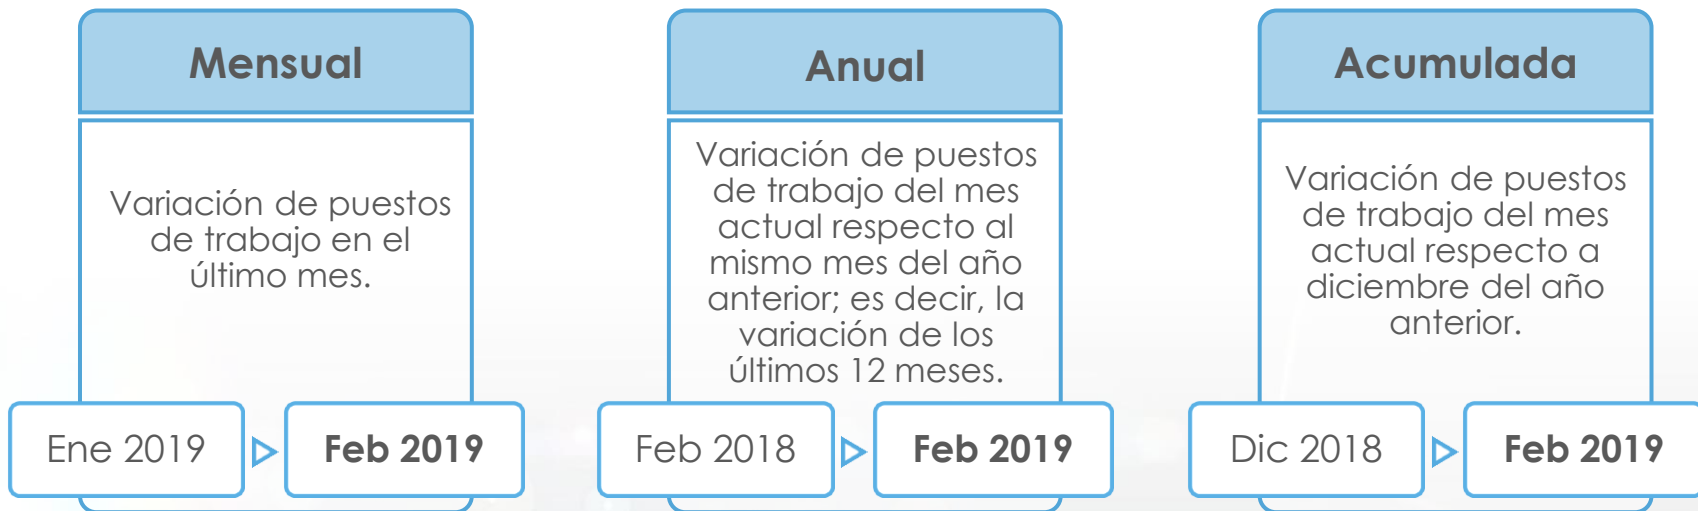 Mensual
Variación de puestos
de trabajo en el
último mes.
Ene 2019
Feb 2019
Anual
Variación de puestos
de trabajo del mes
actual respecto al
mismo mes del año
anterior; es decir, la
variación de los
últimos 12 meses.
Feb 2018
Feb 2019
Acumulada
Variación de puestos
de trabajo del mes
actual respecto a
diciembre del año
anterior.
Dic 2018
Feb 2019